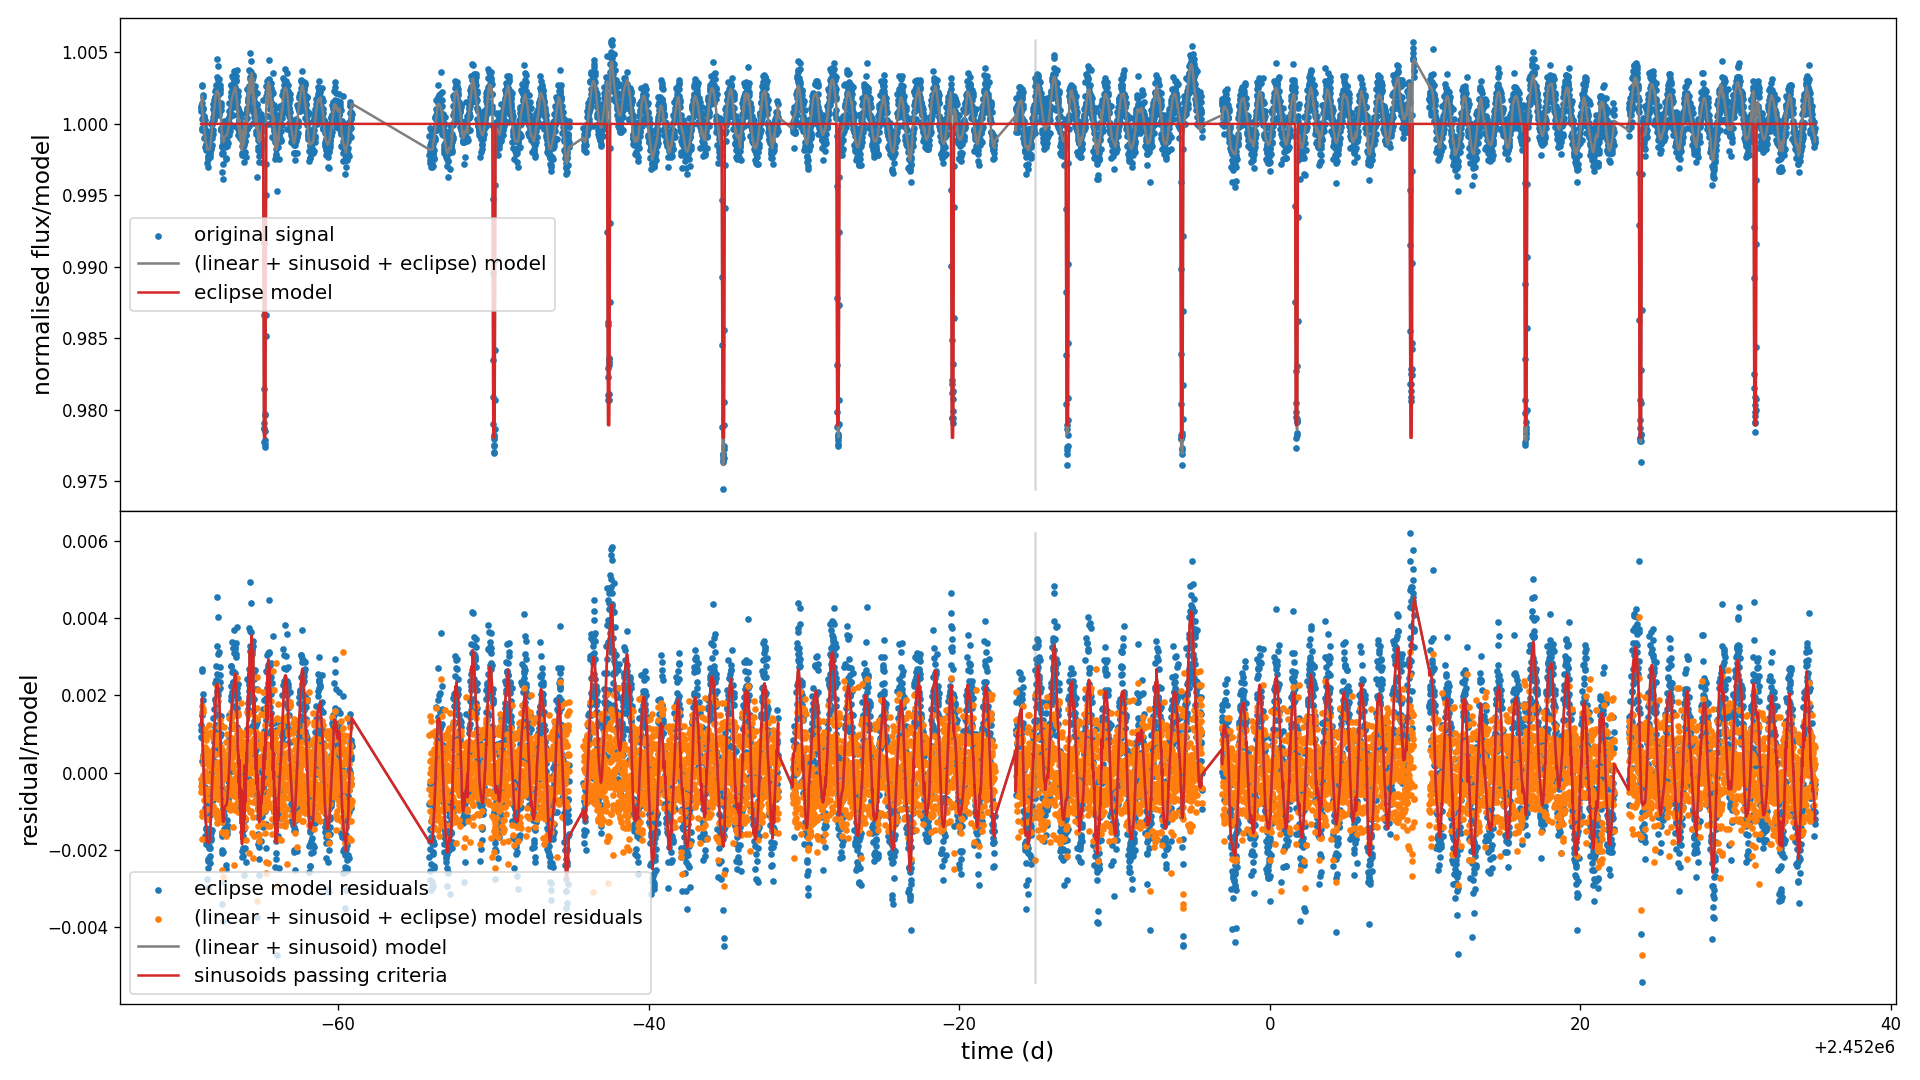 1.005
1.000
0.995
0.990
0.985
0.980
0.975
normalised flux/model
original signal
(linear + sinusoid + eclipse) model
eclipse model
0.006
0.004
0.002
0.000
−0.002
−0.004
residual/model
eclipse model residuals
(linear + sinusoid + eclipse) model residuals
(linear + sinusoid) model
sinusoids passing criteria
−60 −40 −20 0 20 40
time (d)
+2.452e6